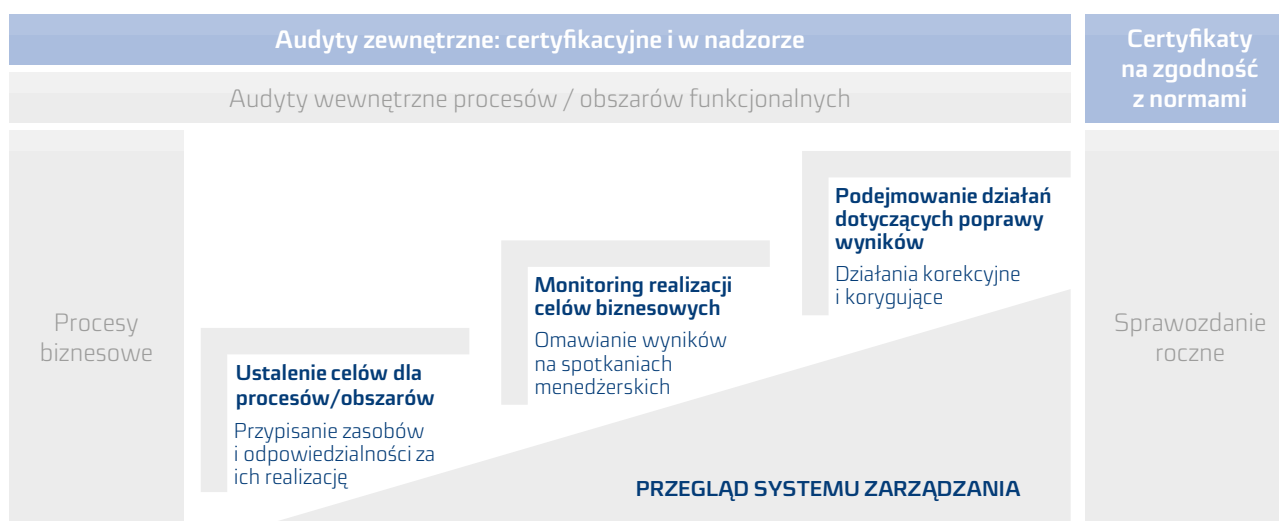 Audyty zewnętrzne: certyfikacyjne i w nadzorze
Certyfikaty
na zgodność
z normami
Audyty wewnętrzne procesów / obszarów funkcjonalnych
Procesy
biznesowe
Ustalenie celów dla
procesów/obszarów
Przypisanie zasobów
i odpowiedzialności za
ich realizację
Monitoring realizacji
celów biznesowych
Omawianie wyników
na spotkaniach
menedżerskich
Podejmowanie działań
dotyczących poprawy
wyników
Działania korekcyjne
i korygujące
PRZEGLĄD SYSTEMU ZARZĄDZANIA
Sprawozdanie
roczne